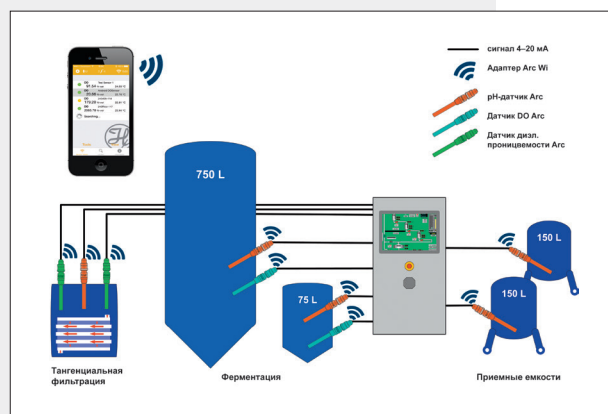 сигнал 4–20 мА
Адаптер Arc Wi
pH-датчик Arc
Датчик DO Arc
Датчик диэл.
проницвемости Arc
750 L
75 L
150 L
150 L
Тангенциальная
фильтрация
Ферментация
Приемные емкости